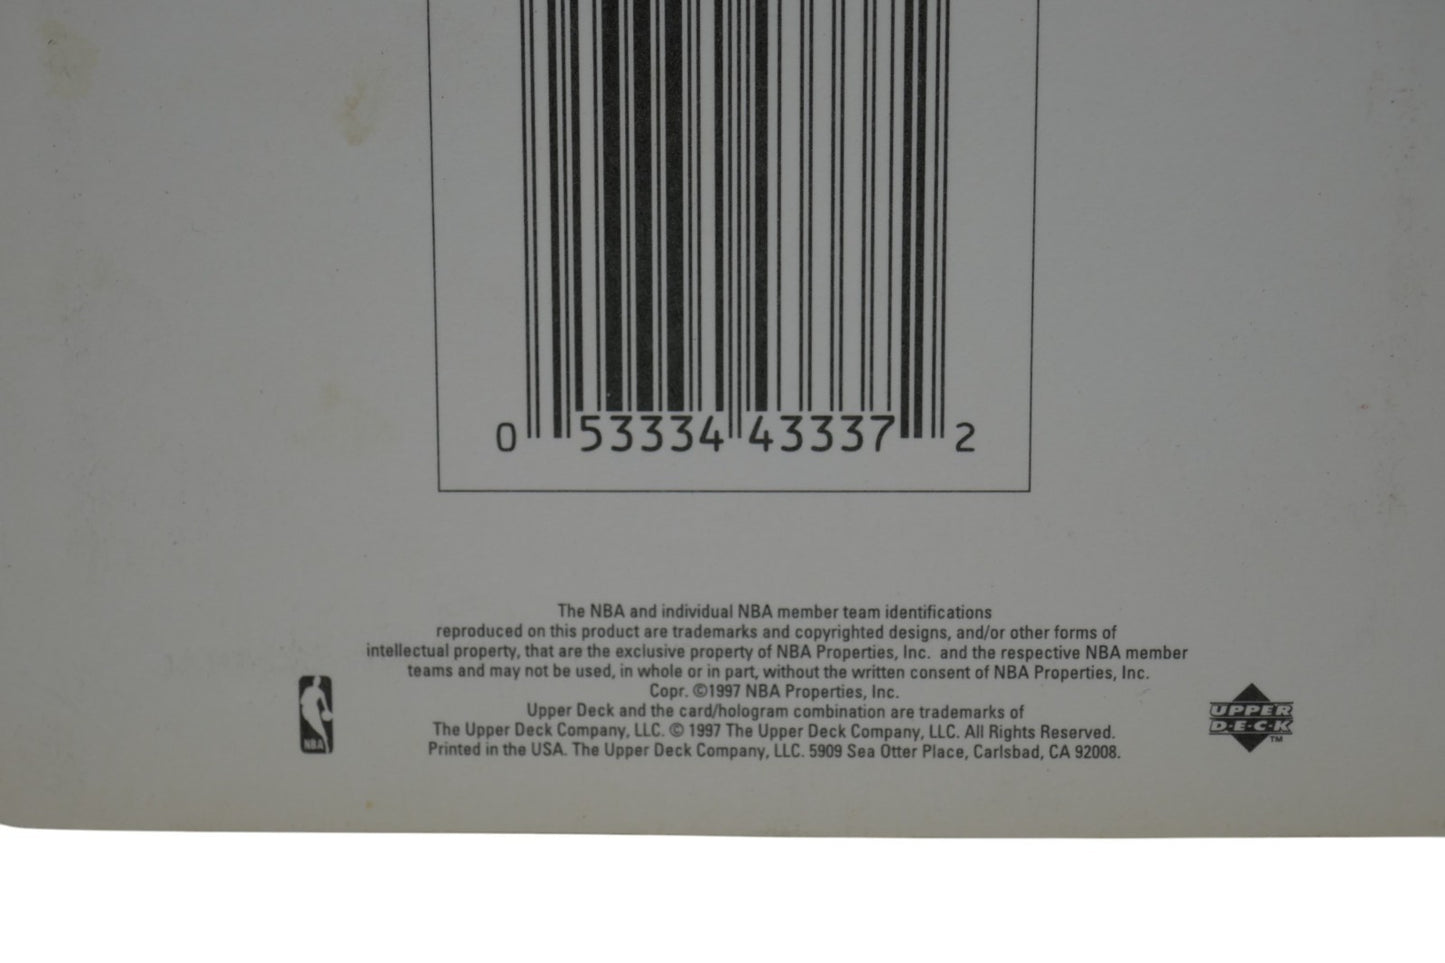 0 53334 43337 2
The NBA and individual NBA member team identifications
reproduced on this product are trademarks and copyrighted designs, and/or other forms of
intellectual property, that are the exclusive property of NBA Properties, Inc. and the respective NBA member
teams and may not be used, in whole or in part, without the written consent of NBA Properties, Inc.
Copr. ©1997 NBA Properties, Inc.
Upper Deck and the card/hologram combination are trademarks of
The Upper Deck Company, LLC. © 1997 The Upper Deck Company, LLC. All Rights Reserved.
Printed in the USA. The Upper Deck Company, LLC. 5909 Sea Otter Place, Carlsbad, CA 92008.
NBA
UPPER
D·E·C·K
™